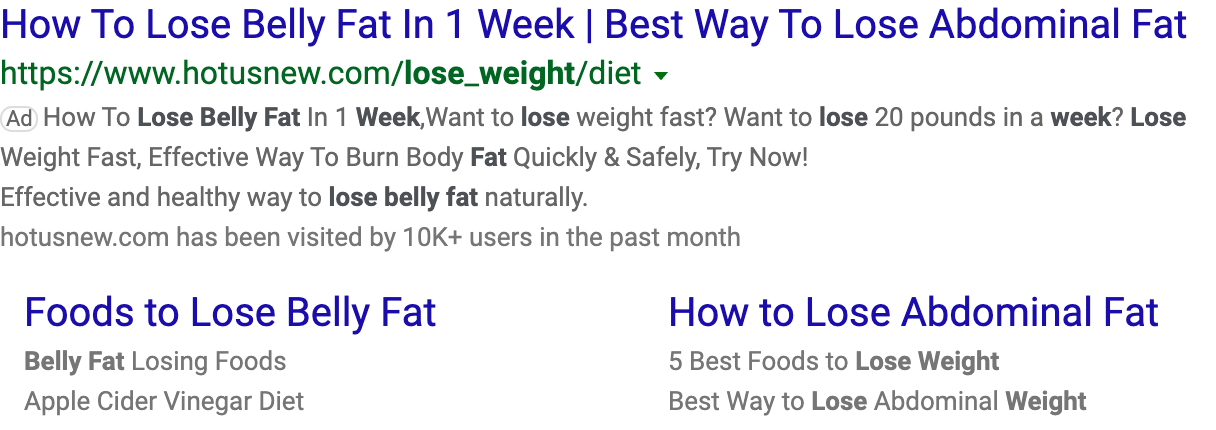 How To Lose Belly Fat In 1 Week | Best Way To Lose Abdominal Fat
https://www.hotusnew.com/lose_weight/diet
Ad How To Lose Belly Fat In 1 Week,Want to lose weight fast? Want to lose 20 pounds in a week? Lose
Weight Fast, Effective Way To Burn Body Fat Quickly & Safely, Try Now!
Effective and healthy way to lose belly fat naturally.
hotusnew.com has been visited by 10K+ users in the past month
Foods to Lose Belly Fat
Belly Fat Losing Foods
Apple Cider Vinegar Diet
How to Lose Abdominal Fat
5 Best Foods to Lose Weight
Best Way to Lose Abdominal Weight